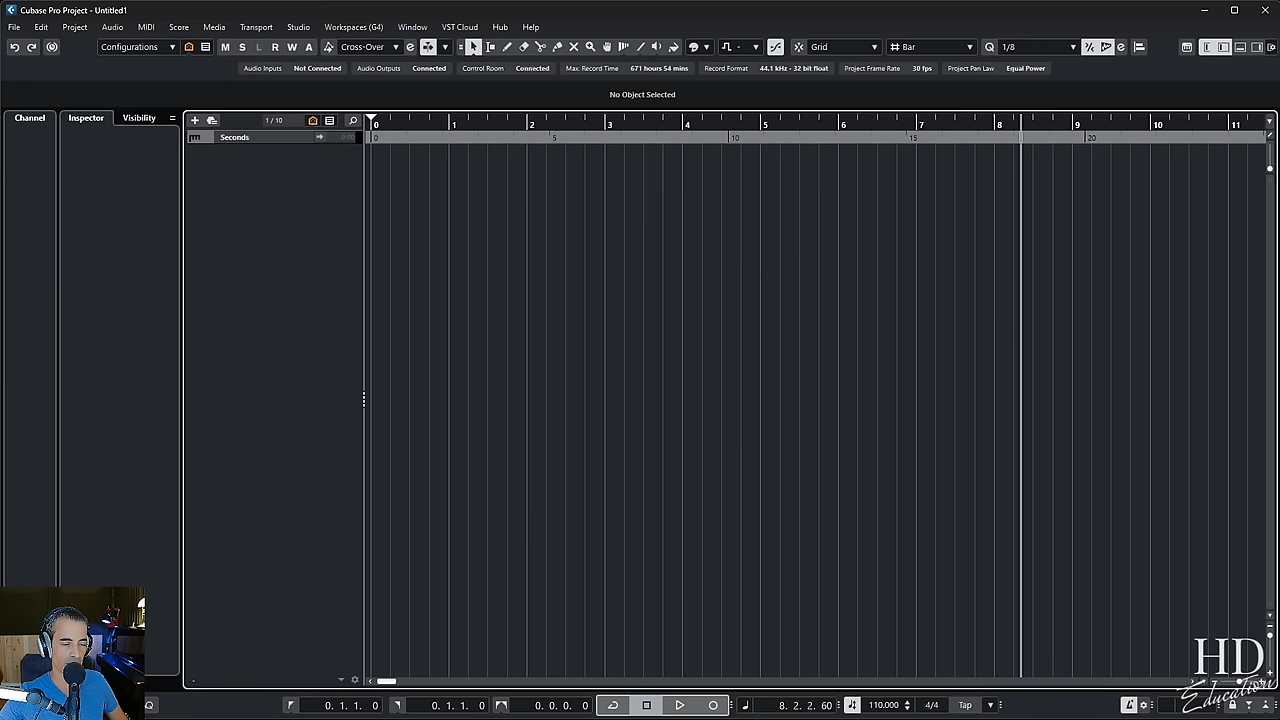 Cubase Pro Project - Untitled1
File Edit Project Audio MIDI Score Media Transport Studio Workspaces (G4) Window VST Cloud Hub Help
Configurations M S L R W A Cross-Over Grid Bar Q 1/8
Audio Inputs Not Connected Audio Outputs Connected Control Room Connected Max. Record Time 671 hours 54 mins Record Format 44.1 kHz - 32 bit float Project Frame Rate 30 fps Project Pan Law Equal Power
No Object Selected
Channel Inspector Visibility 1 / 10 0 1 2 3 4 5 6 7 8 9 10 11
Seconds 0.00 0 5 10 15 20
HD
Education
0. 1. 1. 0 0. 1. 1. 0 0. 0. 0. 0 8. 2. 2. 60 110.000 4/4 Tap